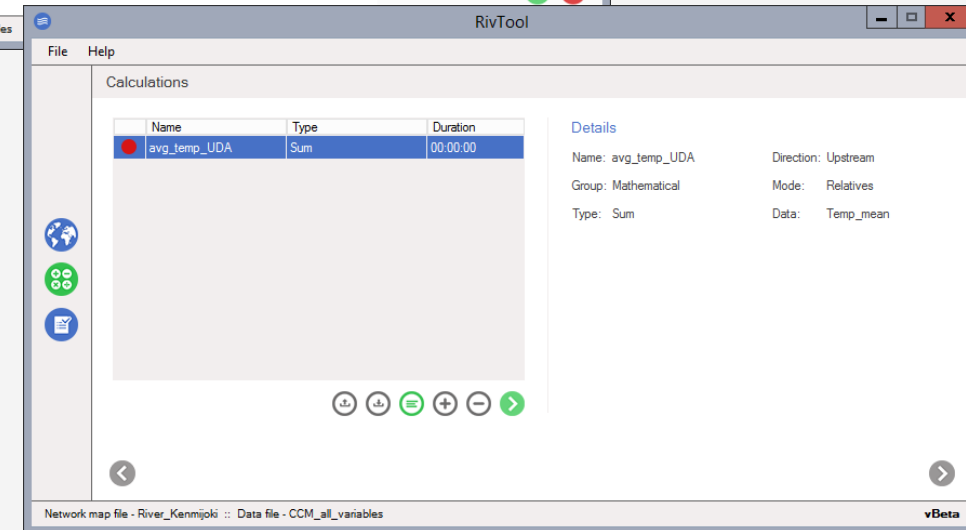 RivTool
es
File Help
Calculations
Name Type Duration
avg_temp_UDA Sum 00:00:00
Details
Name: avg_temp_UDA Direction: Upstream
Group: Mathematical Mode: Relatives
Type: Sum Data: Temp_mean
Network map file - River_Kenmijoki :: Data file - CCM_all_variables vBeta